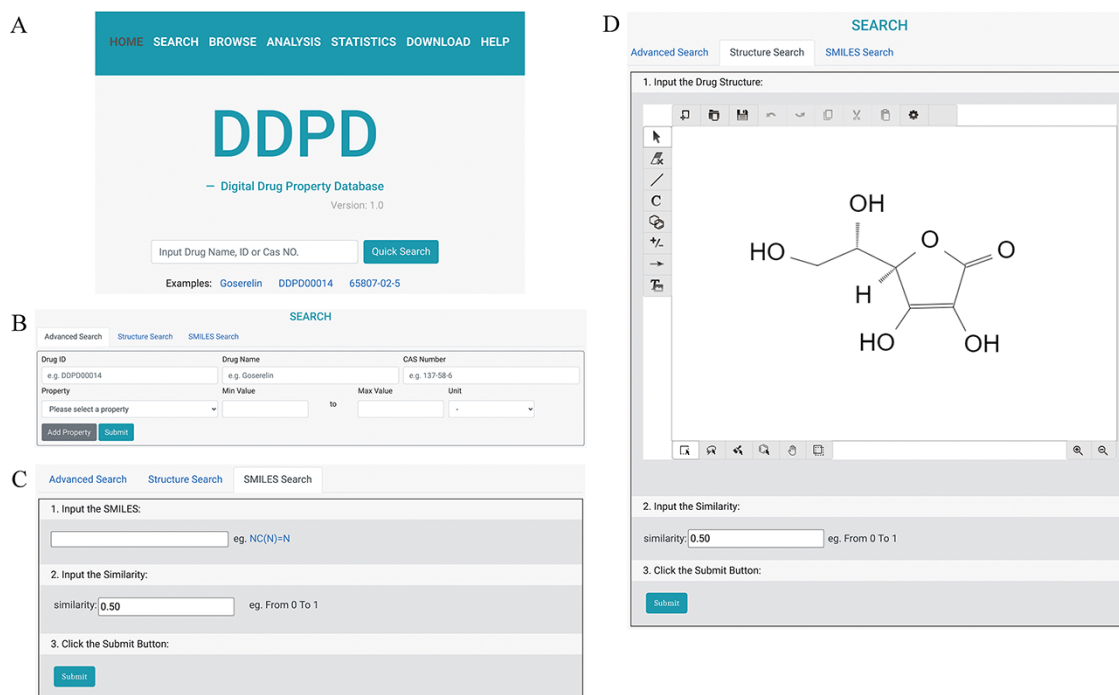 A
HOME SEARCH BROWSE ANALYSIS STATISTICS DOWNLOAD HELP
DDPD
— Digital Drug Property Database
Version: 1.0
Input Drug Name, ID or Cas NO. Quick Search
Examples: Goserelin DDPD00014 65807-02-5
B
SEARCH
Advanced Search Structure Search SMILES Search
Drug ID Drug Name CAS Number
e.g. DDPD00014 e.g. Goserelin e.g. 137-58-6
Property Min Value Max Value Unit
Please select a property to -
Add Property Submit
C
Advanced Search Structure Search SMILES Search
1. Input the SMILES:
eg. NC(N)=N
2. Input the Similarity:
similarity: 0.50 eg. From 0 To 1
3. Click the Submit Button:
Submit
D
SEARCH
Advanced Search Structure Search SMILES Search
1. Input the Drug Structure:
C
+/-
T
OH
HO O O
H
HO OH
2. Input the Similarity:
similarity: 0.50 eg. From 0 To 1
3. Click the Submit Button:
Submit